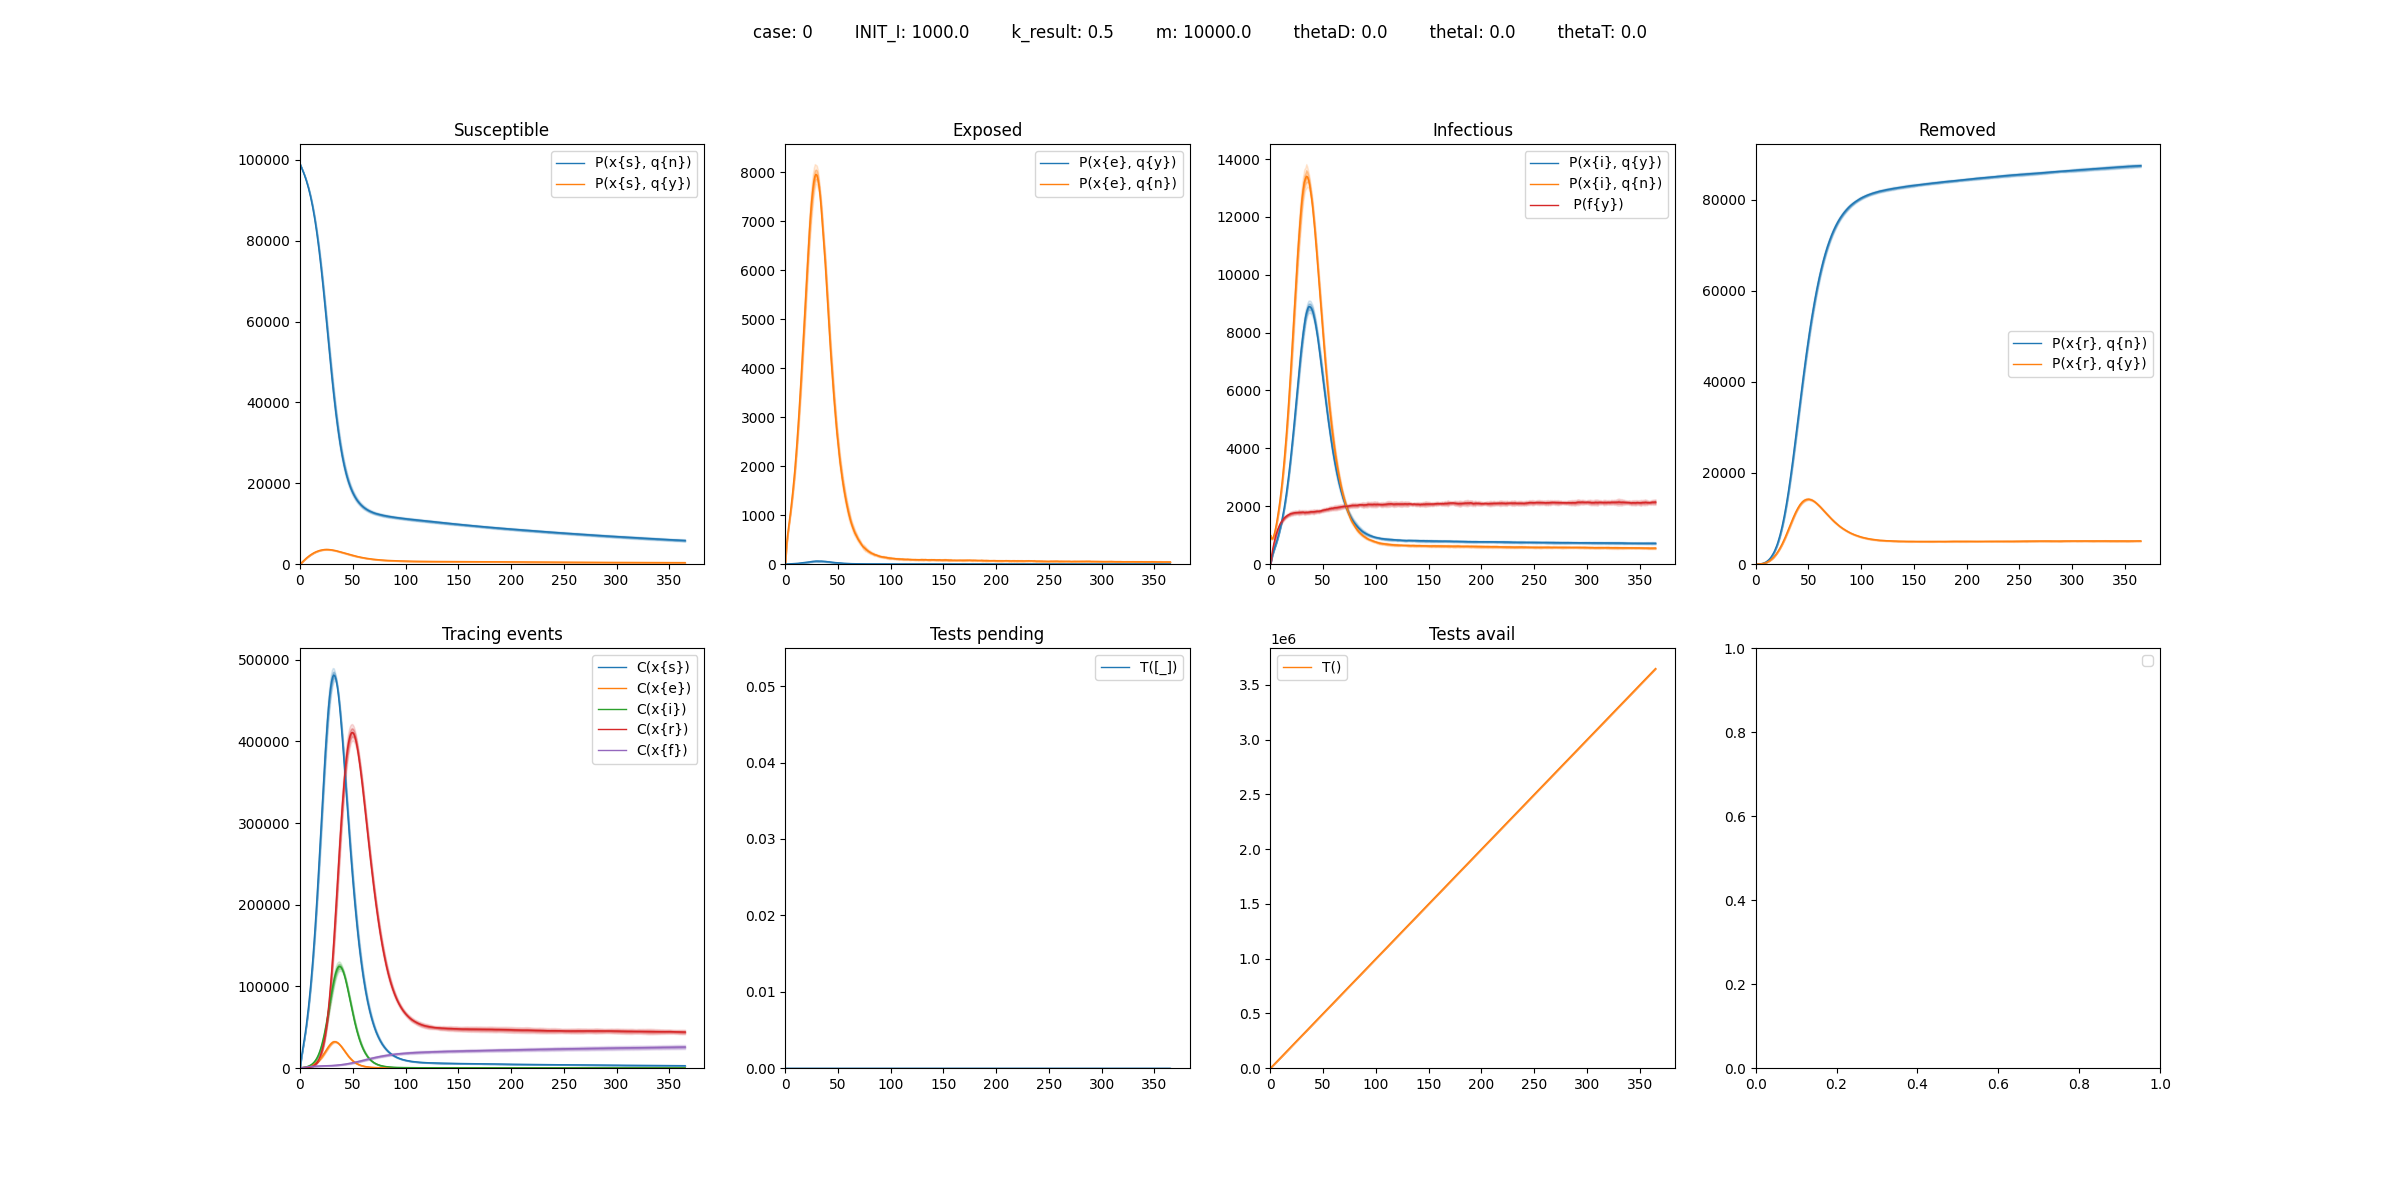 case: 0 INIT_I: 1000.0 k_result: 0.5 m: 10000.0 thetaD: 0.0 thetaI: 0.0 thetaT: 0.0
Susceptible
100000
80000
60000
40000
20000
0
0 50 100 150 200 250 300 350
P(x{s}, q{n})
P(x{s}, q{y})
Exposed
8000
7000
6000
5000
4000
3000
2000
1000
0
0 50 100 150 200 250 300 350
P(x{e}, q{y})
P(x{e}, q{n})
Infectious
14000
12000
10000
8000
6000
4000
2000
0
0 50 100 150 200 250 300 350
P(x{i}, q{y})
P(x{i}, q{n})
P(f{y})
Removed
80000
60000
40000
20000
0
0 50 100 150 200 250 300 350
P(x{r}, q{n})
P(x{r}, q{y})
Tracing events
500000
400000
300000
200000
100000
0
0 50 100 150 200 250 300 350
C(x{s})
C(x{e})
C(x{i})
C(x{r})
C(x{f})
Tests pending
0.05
0.04
0.03
0.02
0.01
0.00
0 50 100 150 200 250 300 350
T([_])
Tests avail
1e6
3.5
3.0
2.5
2.0
1.5
1.0
0.5
0.0
0 50 100 150 200 250 300 350
T()
1.0
0.8
0.6
0.4
0.2
0.0
0.0 0.2 0.4 0.6 0.8 1.0